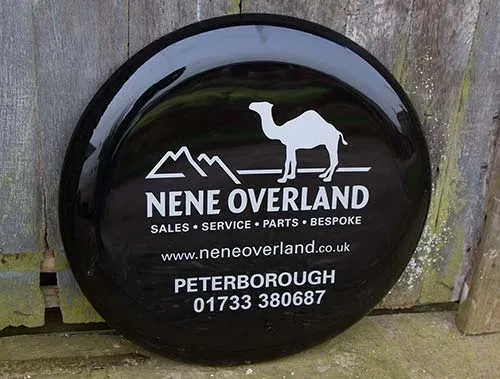 NENE OVERLAND
SALES • SERVICE • PARTS • BESPOKE
www.neneoverland.co.uk
PETERBOROUGH
01733 380687